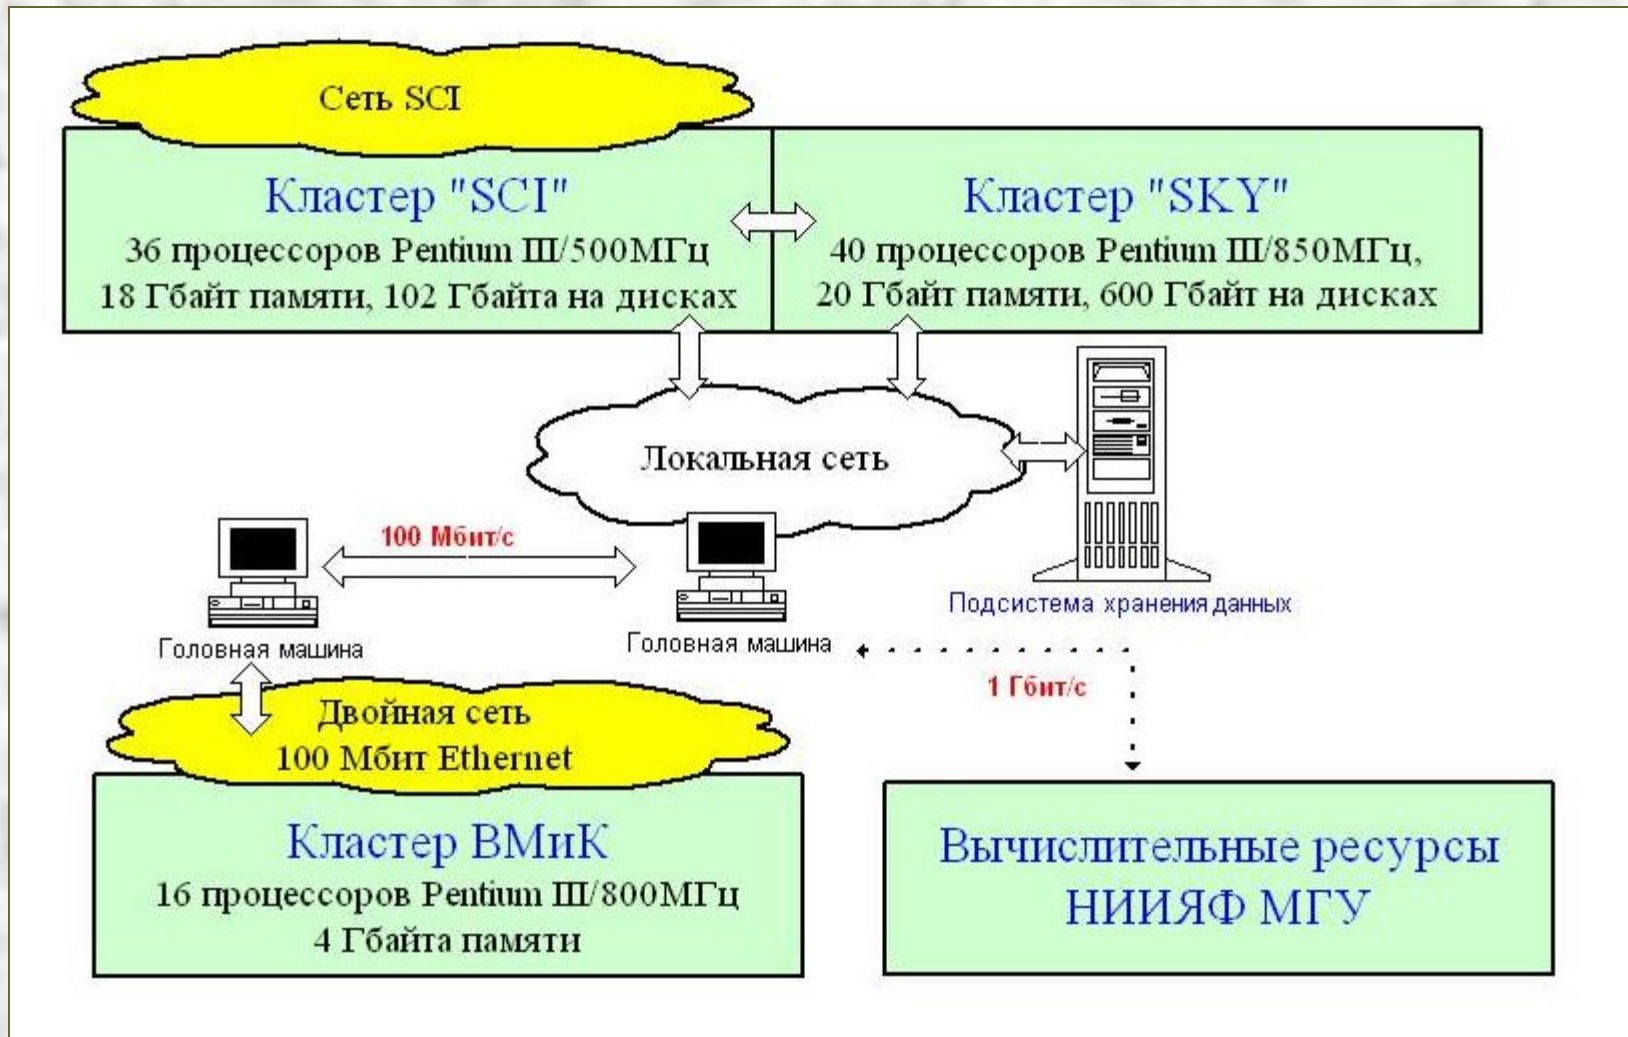 Сеть SCI
Кластер "SCI"
36 процессоров Pentium III/500МГц
18 Гбайт памяти, 102 Гбайта на дисках
Кластер "SKY"
40 процессоров Pentium III/850МГц,
20 Гбайт памяти, 600 Гбайт на дисках
Локальная сеть
100 Мбит/с
Подсистема хранения данных
Головная машина
Головная машина
1 Гбит/с
Двойная сеть
100 Мбит Ethernet
Кластер ВМиК
16 процессоров Pentium III/800МГц
4 Гбайта памяти
Вычислительные ресурсы
НИИЯФ МГУ